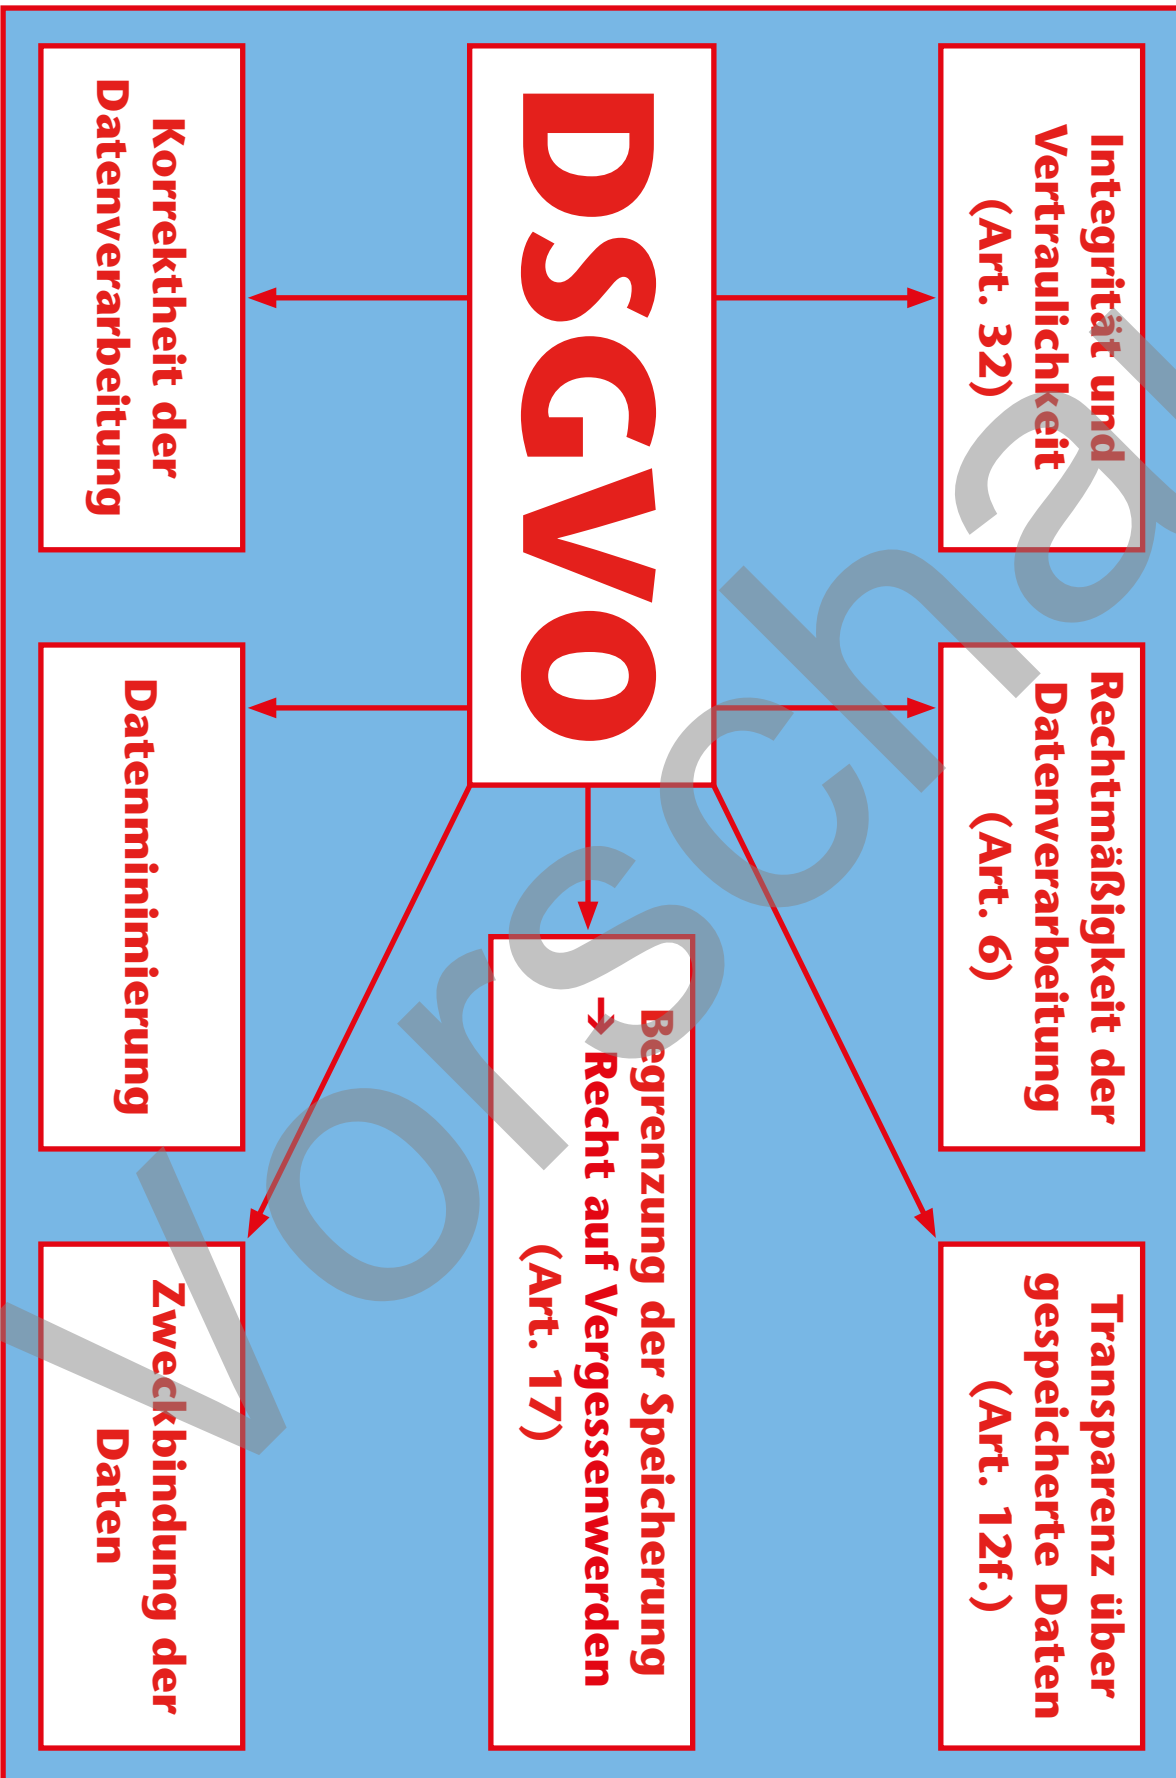 Integrität und
Vertraulichkeit
(Art. 32)
Rechtmäßigkeit der
Datenverarbeitung
(Art. 6)
Transparenz über
gespeicherte Daten
(Art. 12f.)
DSGVO
Begrenzung der Speicherung
→ Recht auf Vergessenwerden
(Art. 17)
Korrektheit der
Datenverarbeitung
Datenminimierung
Zweckbindung der
Daten
Vorscha